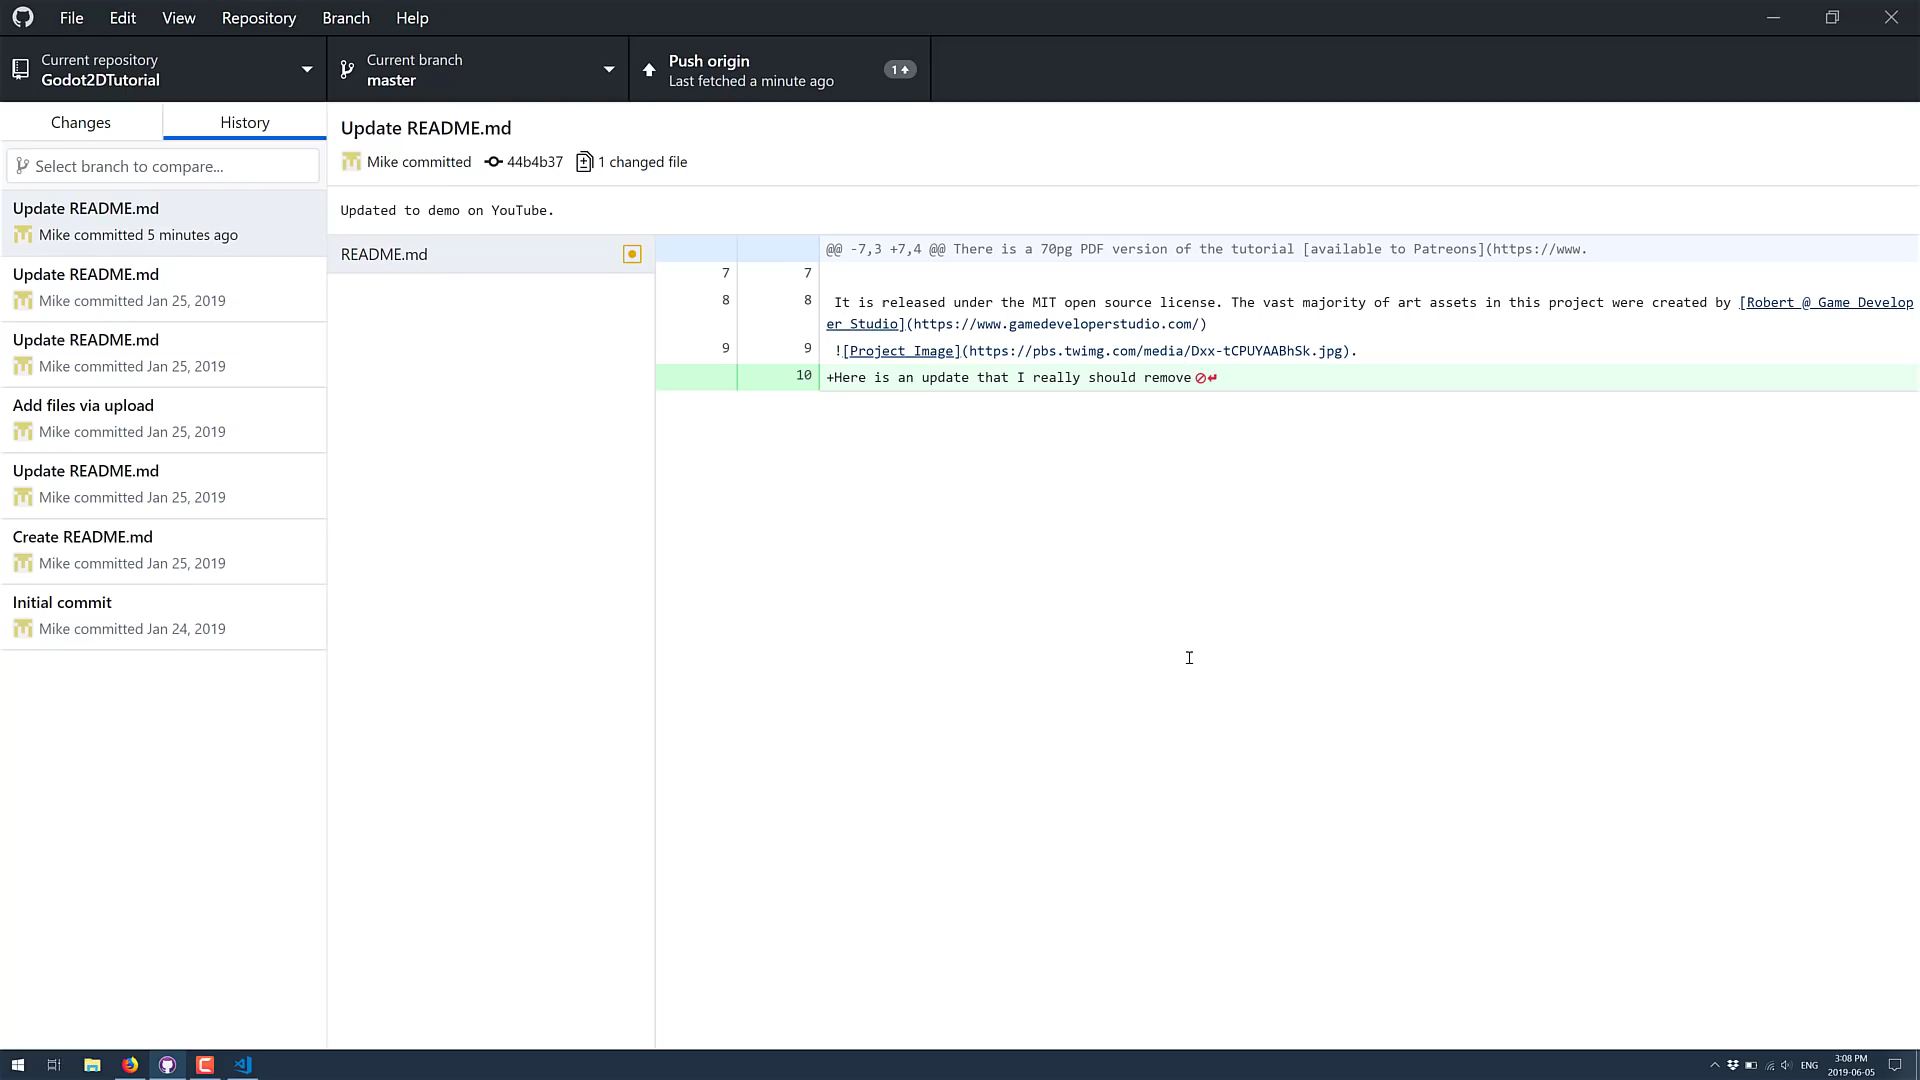 File Edit View Repository Branch Help
Current repository
Godot2DTutorial
Current branch
master
Push origin
Last fetched a minute ago
1
Changes
History
Select branch to compare...
Update README.md
Mike committed 5 minutes ago
Update README.md
Mike committed Jan 25, 2019
Update README.md
Mike committed Jan 25, 2019
Add files via upload
Mike committed Jan 25, 2019
Update README.md
Mike committed Jan 25, 2019
Create README.md
Mike committed Jan 25, 2019
Initial commit
Mike committed Jan 24, 2019
Update README.md
Mike committed 44b4b37 1 changed file
Updated to demo on YouTube.
README.md
@@ -7,3 +7,4 @@ There is a 70pg PDF version of the tutorial [available to Patreons](https://www.
7 7
8 8 It is released under the MIT open source license. The vast majority of art assets in this project were created by [Robert @ Game Develop
er Studio](https://www.gamedeveloperstudio.com/)
9 9 ![Project Image](https://pbs.twimg.com/media/Dxx-tCPUYAABhSk.jpg).
10 +Here is an update that I really should remove
ENG
3:08 PM
2019-06-05